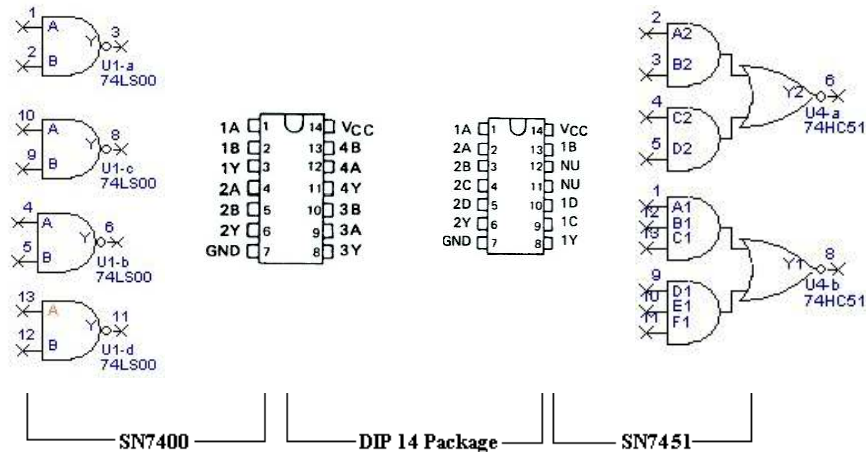 1
A
Y
3
2
B
U1-a
74LS00
10
A
Y
8
9
B
U1-c
74LS00
4
A
Y
6
5
B
U1-b
74LS00
13
A
Y
11
12
B
U1-d
74LS00
1A 1 14 VCC
1B 2 13 4B
1Y 3 12 4A
2A 4 11 4Y
2B 5 10 3B
2Y 6 9 3A
GND 7 8 3Y
1A 1 14 VCC
2A 2 13 1B
2B 3 12 NU
2C 4 11 NU
2D 5 10 1D
2Y 6 9 1C
GND 7 8 1Y
2
A2
3
B2
Y2
6
U4-a
74HC51
4
C2
5
D2
1
A1
12
B1
13
C1
Y1
8
U4-b
74HC51
9
D1
10
E1
11
F1
SN7400
DIP 14 Package
SN7451